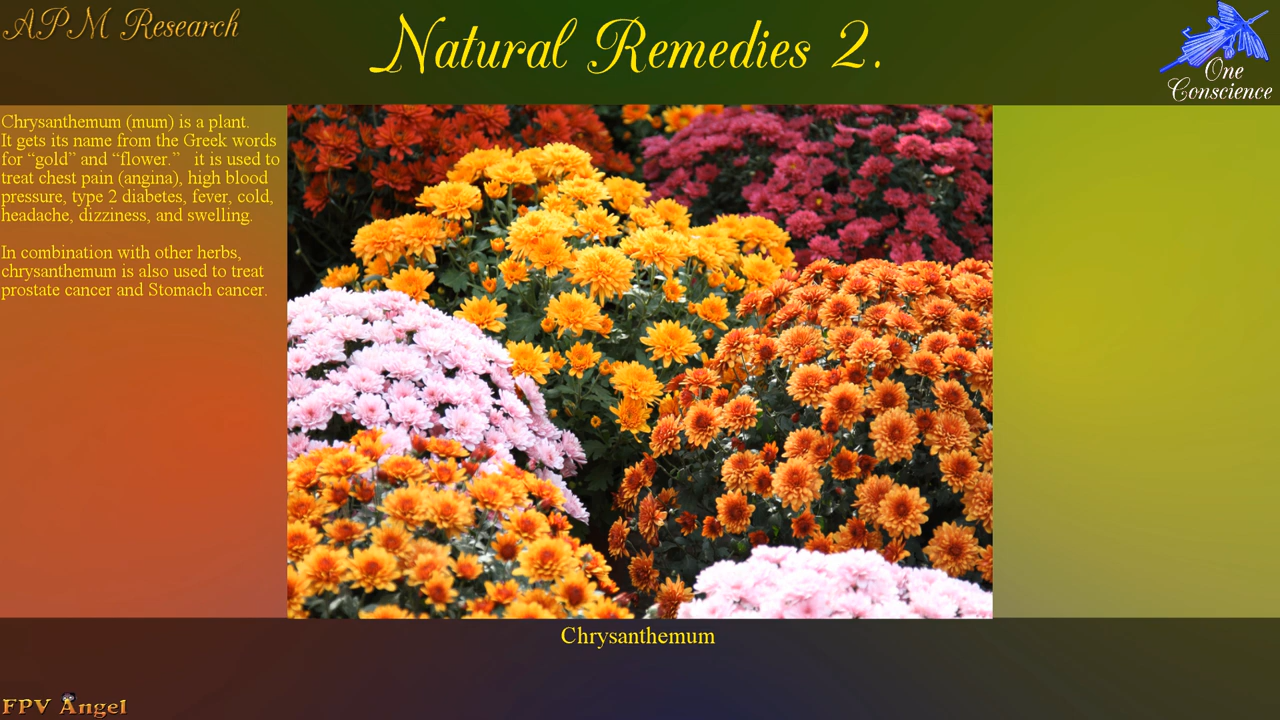 APM Research
Natural Remedies 2.
One
Conscience
Chrysanthemum (mum) is a plant.
It gets its name from the Greek words
for “gold” and “flower.”   it is used to
treat chest pain (angina), high blood
pressure, type 2 diabetes, fever, cold,
headache, dizziness, and swelling.
In combination with other herbs,
chrysanthemum is also used to treat
prostate cancer and Stomach cancer.
Chrysanthemum
FPV Angel